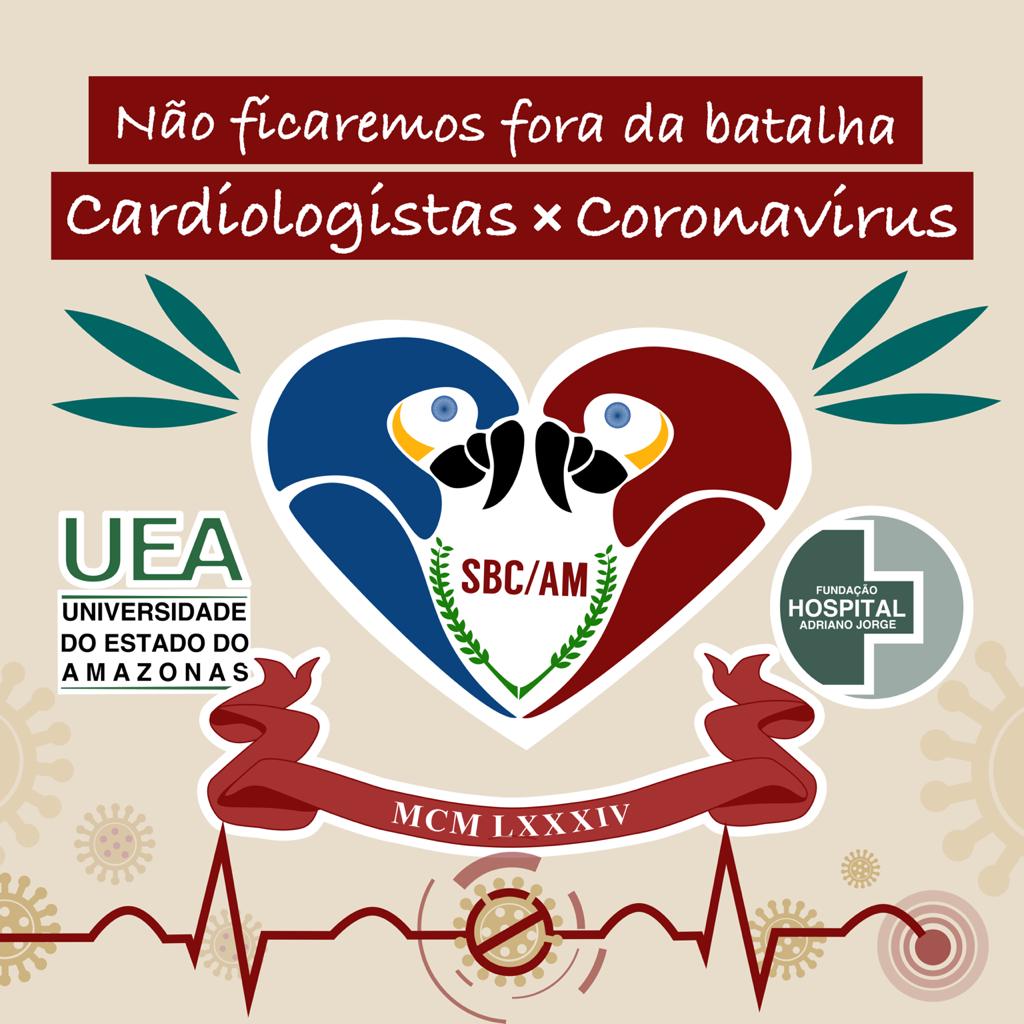 Não ficaremos fora da batalha
Cardiologistas × Coronavírus
SBC/AM
UEA
UNIVERSIDADE
DO ESTADO DO
AMAZONAS
FUNDAÇÃO
HOSPITAL
ADRIANO JORGE
MCM LXXXIV